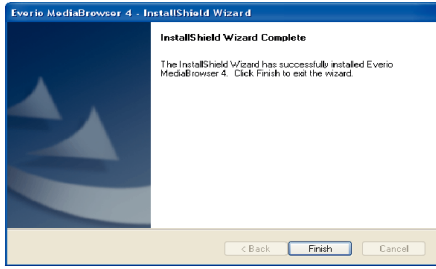 Everio MediaBrowser 4 - InstallShield Wizard
InstallShield Wizard Complete
The InstallShield Wizard has successfully installed Everio
MediaBrowser 4. Click Finish to exit the wizard.
< Back
Finish
Cancel